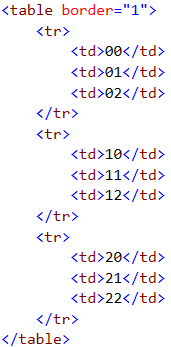 <table border="1">
    <tr>
        <td>00</td>
        <td>01</td>
        <td>02</td>
    </tr>
    <tr>
        <td>10</td>
        <td>11</td>
        <td>12</td>
    </tr>
    <tr>
        <td>20</td>
        <td>21</td>
        <td>22</td>
    </tr>
</table>